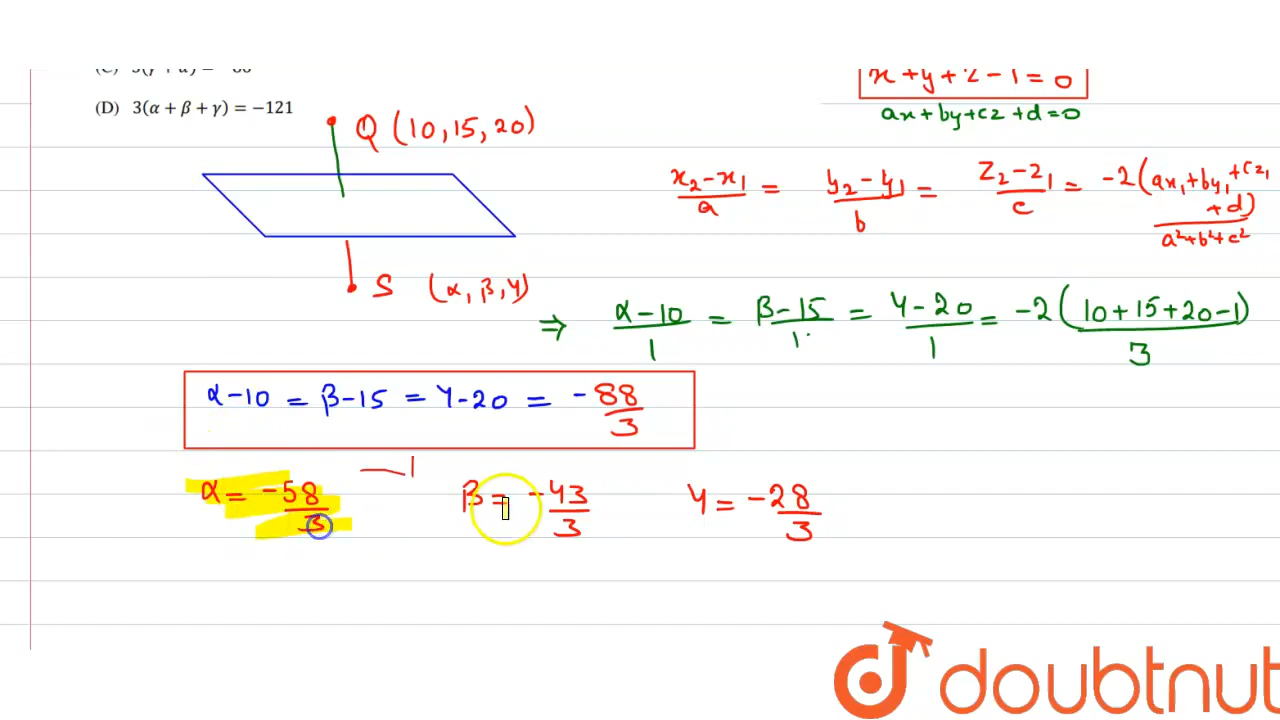 (C) 3(γ + α) = −86
x + y + z − 1 = 0
(D) 3(α + β + γ) = −121
ax + by + cz + d = 0
Q (10, 15, 20)
x₂ − x₁ / a = y₂ − y₁ / b = z₂ − z₁ / c = −2(ax₁ + by₁ + cz₁ + d) / a² + b² + c²
S (α, β, γ)
⇒ α − 10 / 1 = β − 15 / 1 = γ − 20 / 1 = −2(10 + 15 + 20 − 1) / 3
α − 10 = β − 15 = γ − 20 = − 88 / 3
α = −58 / 3 β = −43 / 3 γ = −28 / 3
doubtnut